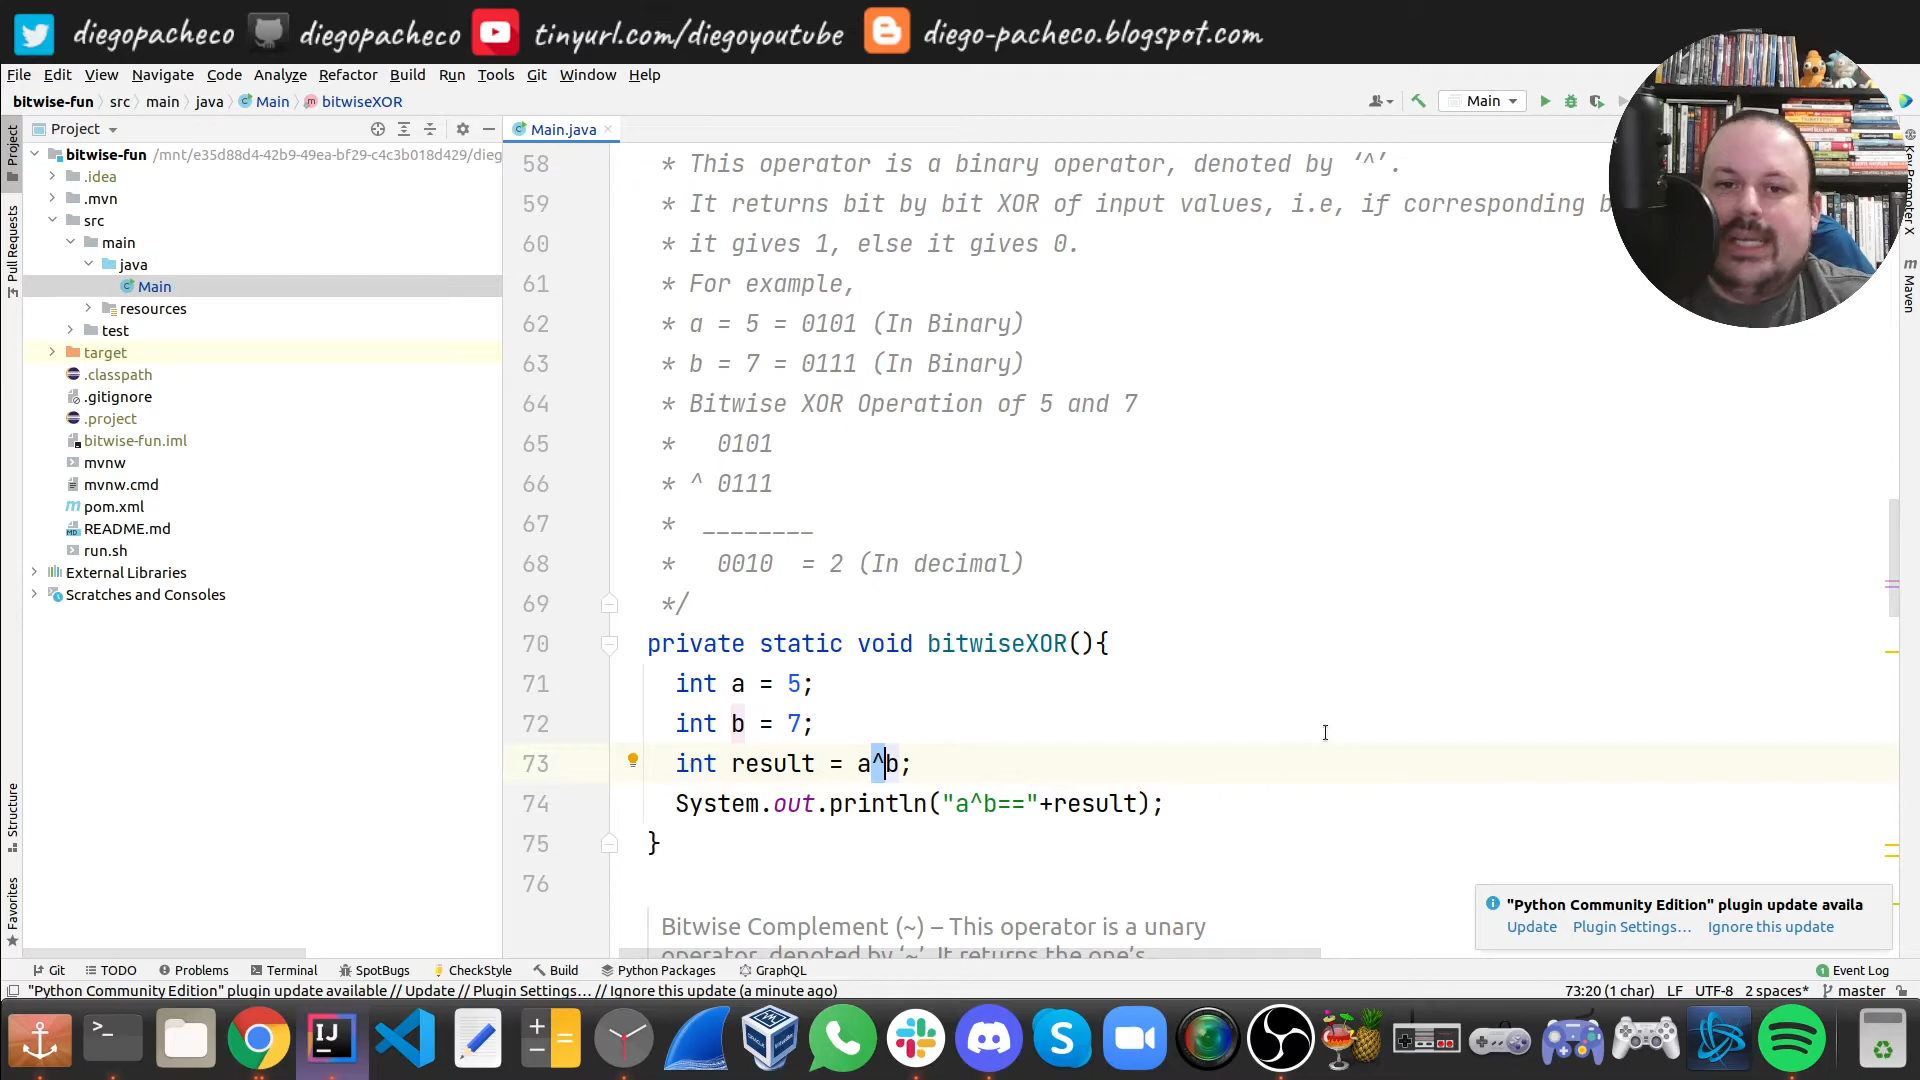 diegopacheco diegopacheco tinyurl.com/diegoyoutube diego-pacheco.blogspot.com
File Edit View Navigate Code Analyze Refactor Build Run Tools Git Window Help
bitwise-fun src main java Main bitwiseXOR
Main
Project
Main.java
bitwise-fun /mnt/e35d88d4-42b9-49ea-bf29-c4c3b018d429/dieg
.idea
.mvn
src
main
java
Main
resources
test
target
.classpath
.gitignore
.project
bitwise-fun.iml
mvnw
mvnw.cmd
pom.xml
README.md
run.sh
External Libraries
Scratches and Consoles
Project
Pull Requests
Structure
Favorites
58 * This operator is a binary operator, denoted by ‘^’.
59 * It returns bit by bit XOR of input values, i.e, if corresponding b
60 * it gives 1, else it gives 0.
61 * For example,
62 * a = 5 = 0101 (In Binary)
63 * b = 7 = 0111 (In Binary)
64 * Bitwise XOR Operation of 5 and 7
65 * 0101
66 * ^ 0111
67 * ________
68 * 0010 = 2 (In decimal)
69 */
70 private static void bitwiseXOR(){
71 int a = 5;
72 int b = 7;
73 int result = a^b;
74 System.out.println("a^b=="+result);
75 }
76
Bitwise Complement (~) – This operator is a unary
operator, denoted by ‘~’. It returns the one’s
Key Promoter X
Maven
"Python Community Edition" plugin update availa
Update Plugin Settings... Ignore this update
Git TODO Problems Terminal SpotBugs CheckStyle Build Python Packages GraphQL
1 Event Log
"Python Community Edition" plugin update available // Update // Plugin Settings... // Ignore this update (a minute ago)
73:20 (1 char) LF UTF-8 2 spaces* master